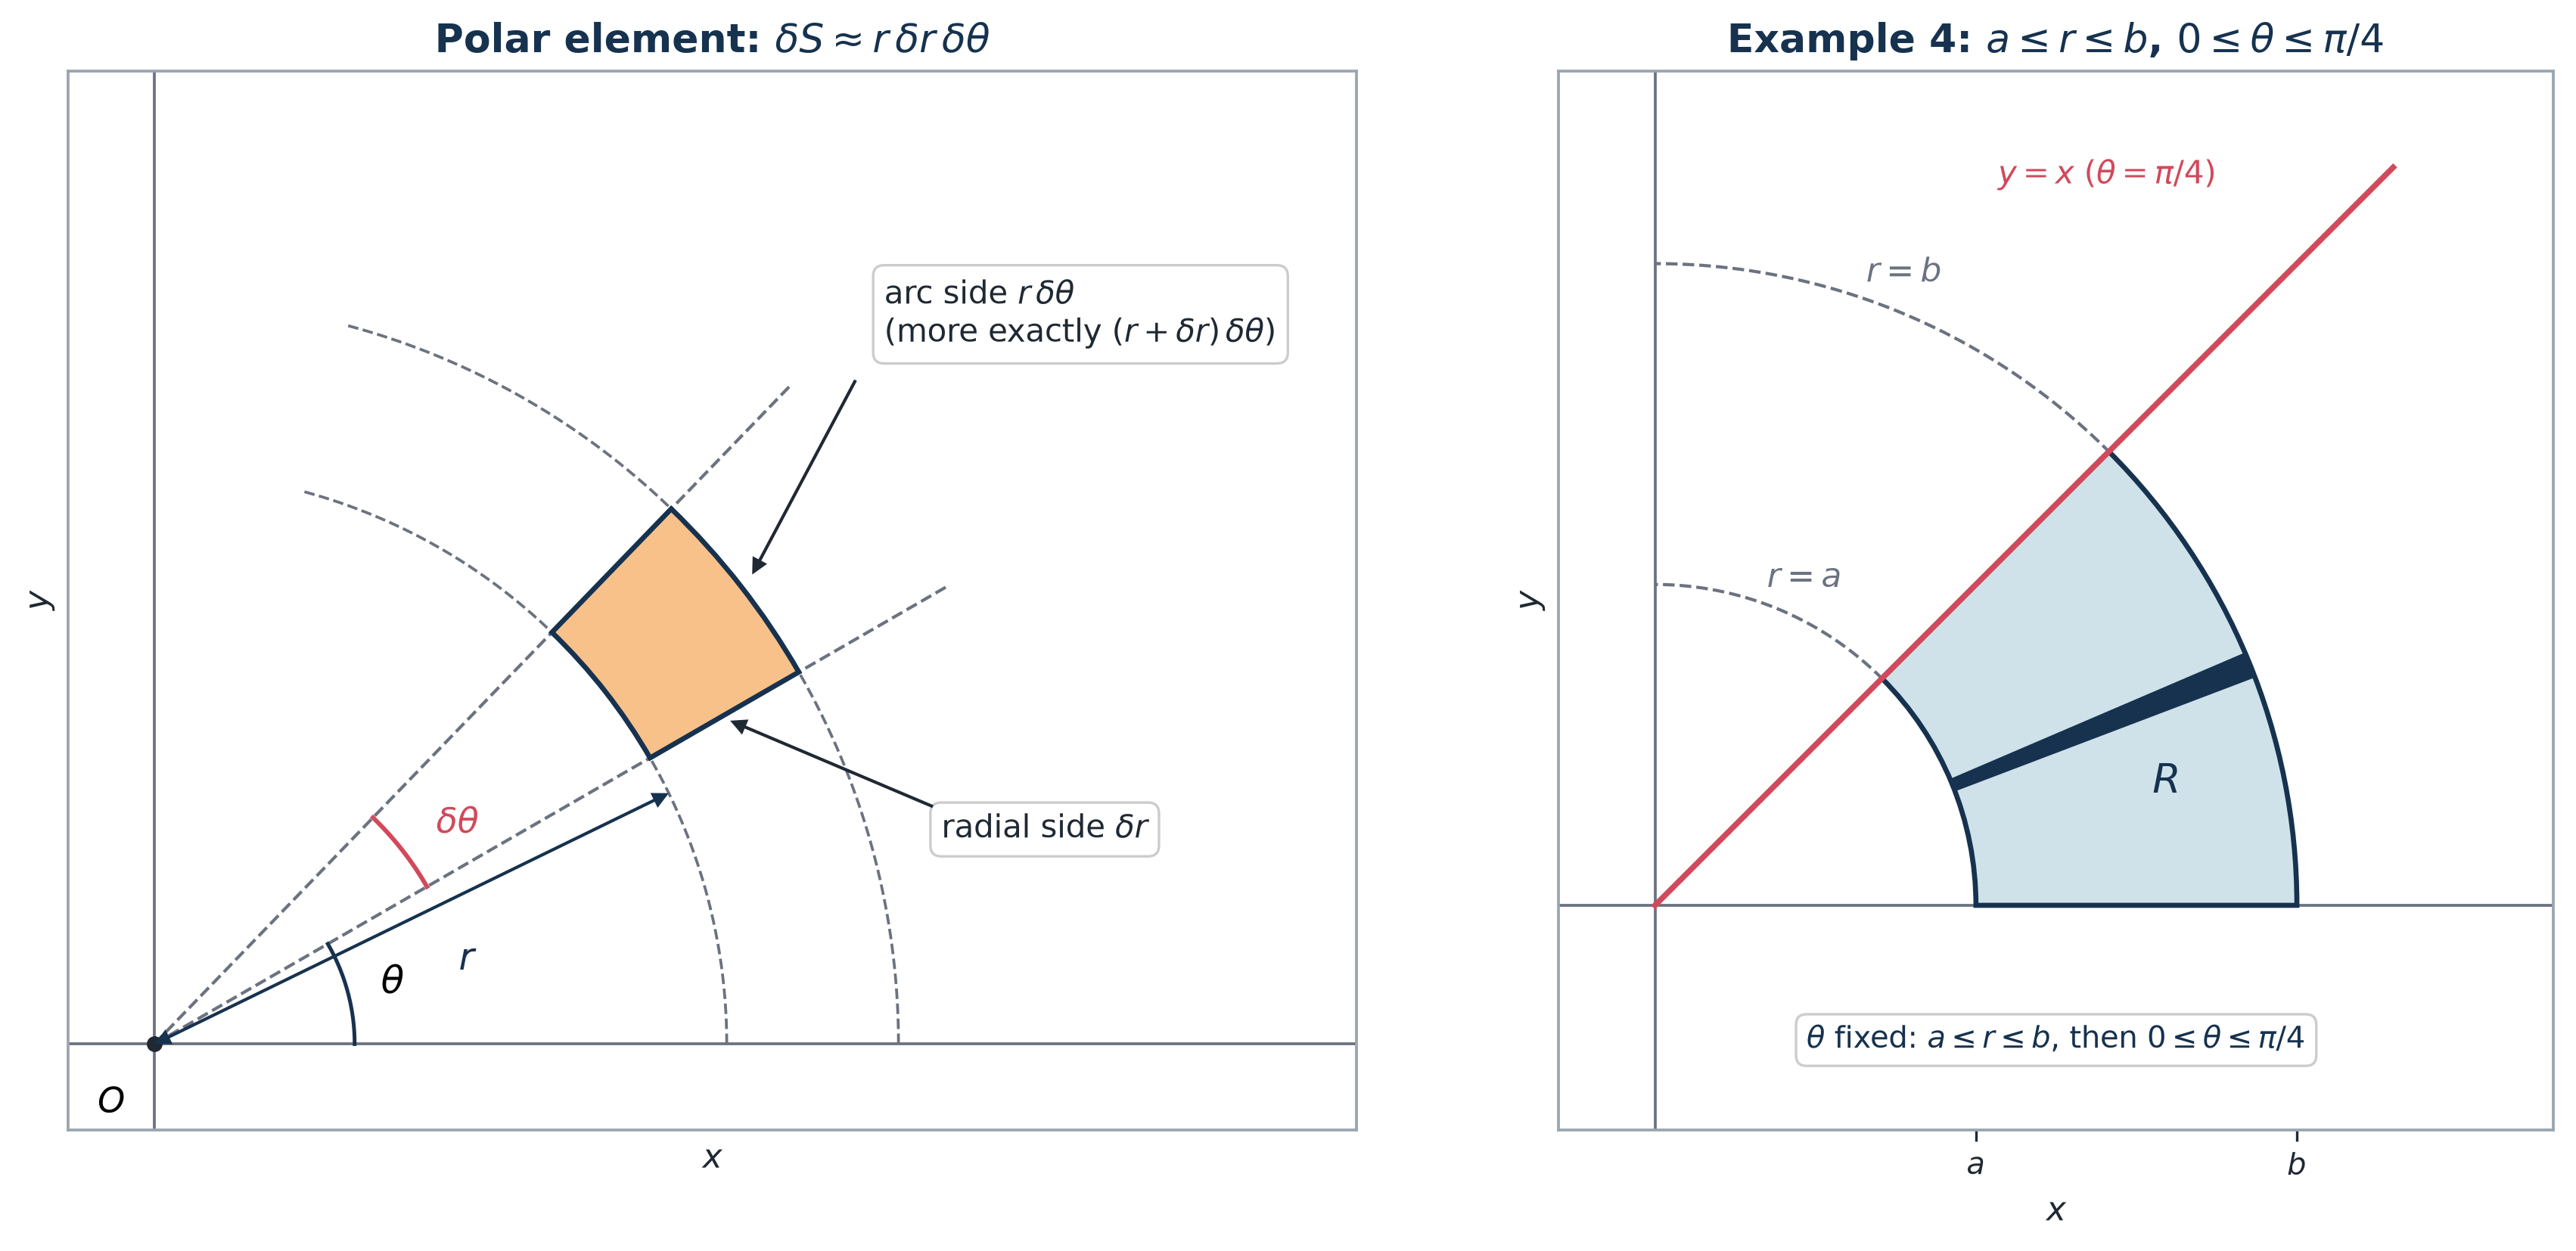 Polar element: δS ≈ r δr δθ
arc side r δθ
(more exactly (r + δr) δθ)
radial side δr
δθ
r
θ
O
y
x
Example 4: a ≤ r ≤ b, 0 ≤ θ ≤ π/4
y = x (θ = π/4)
r = b
r = a
R
θ fixed: a ≤ r ≤ b, then 0 ≤ θ ≤ π/4
y
a
b
x